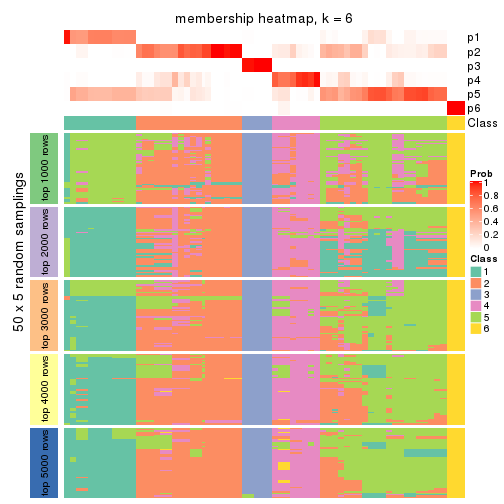 membership heatmap, k = 6
p1
p2
p3
p4
p5
p6
Class
50 x 5 random samplings
top 1000 rows
top 2000 rows
top 3000 rows
top 4000 rows
top 5000 rows
Prob
1
0.8
0.6
0.4
0.2
0
Class
1
2
3
4
5
6